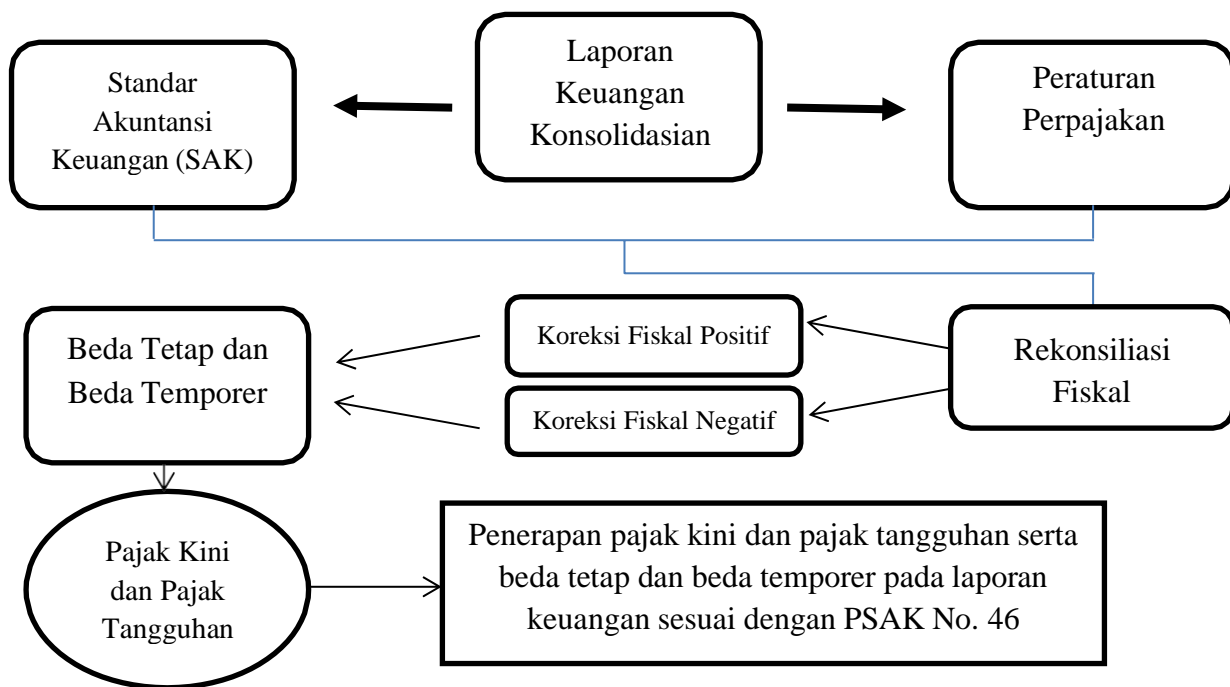 Standar
Akuntansi
Keuangan (SAK)
Laporan
Keuangan
Konsolidasian
Peraturan
Perpajakan
Beda Tetap dan
Beda Temporer
Koreksi Fiskal Positif
Koreksi Fiskal Negatif
Rekonsiliasi
Fiskal
Pajak Kini
dan Pajak
Tangguhan
Penerapan pajak kini dan pajak tangguhan serta
beda tetap dan beda temporer pada laporan
keuangan sesuai dengan PSAK No. 46